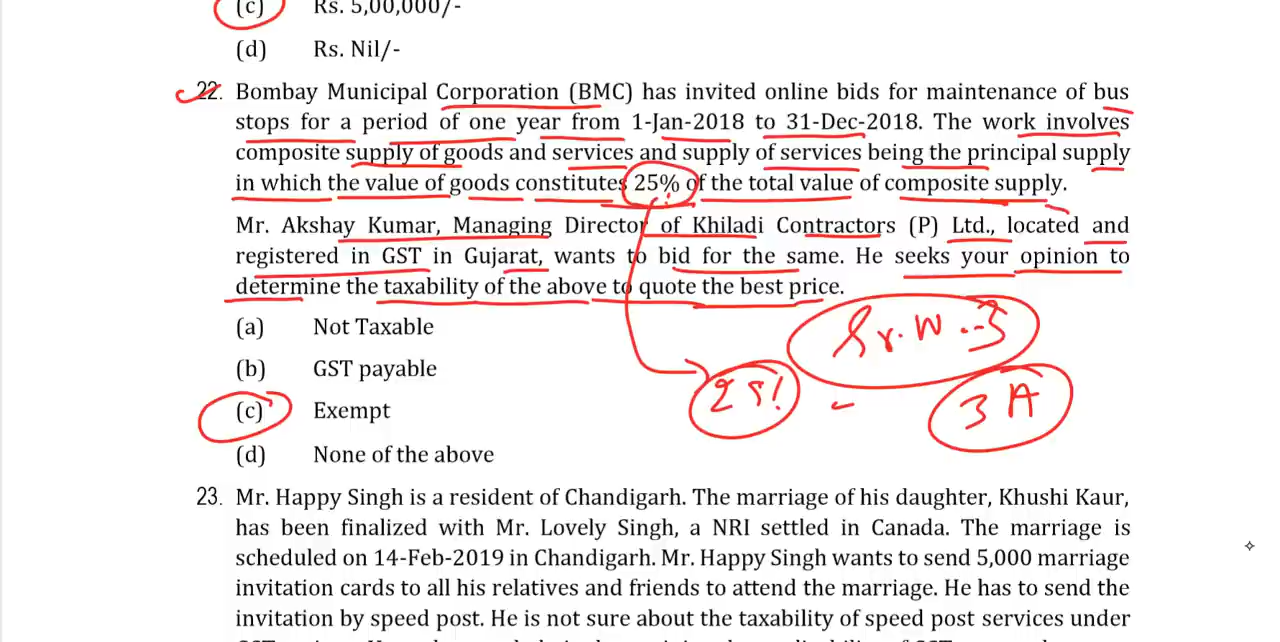 (c) Rs. 5,00,000/-
(d) Rs. Nil/-
22. Bombay Municipal Corporation (BMC) has invited online bids for maintenance of bus
stops for a period of one year from 1-Jan-2018 to 31-Dec-2018. The work involves
composite supply of goods and services and supply of services being the principal supply
in which the value of goods constitutes 25% of the total value of composite supply.
Mr. Akshay Kumar, Managing Director of Khiladi Contractors (P) Ltd., located and
registered in GST in Gujarat, wants to bid for the same. He seeks your opinion to
determine the taxability of the above to quote the best price.
(a) Not Taxable
(b) GST payable
(c) Exempt
(d) None of the above
25!
3A
23. Mr. Happy Singh is a resident of Chandigarh. The marriage of his daughter, Khushi Kaur,
has been finalized with Mr. Lovely Singh, a NRI settled in Canada. The marriage is
scheduled on 14-Feb-2019 in Chandigarh. Mr. Happy Singh wants to send 5,000 marriage
invitation cards to all his relatives and friends to attend the marriage. He has to send the
invitation by speed post. He is not sure about the taxability of speed post services under